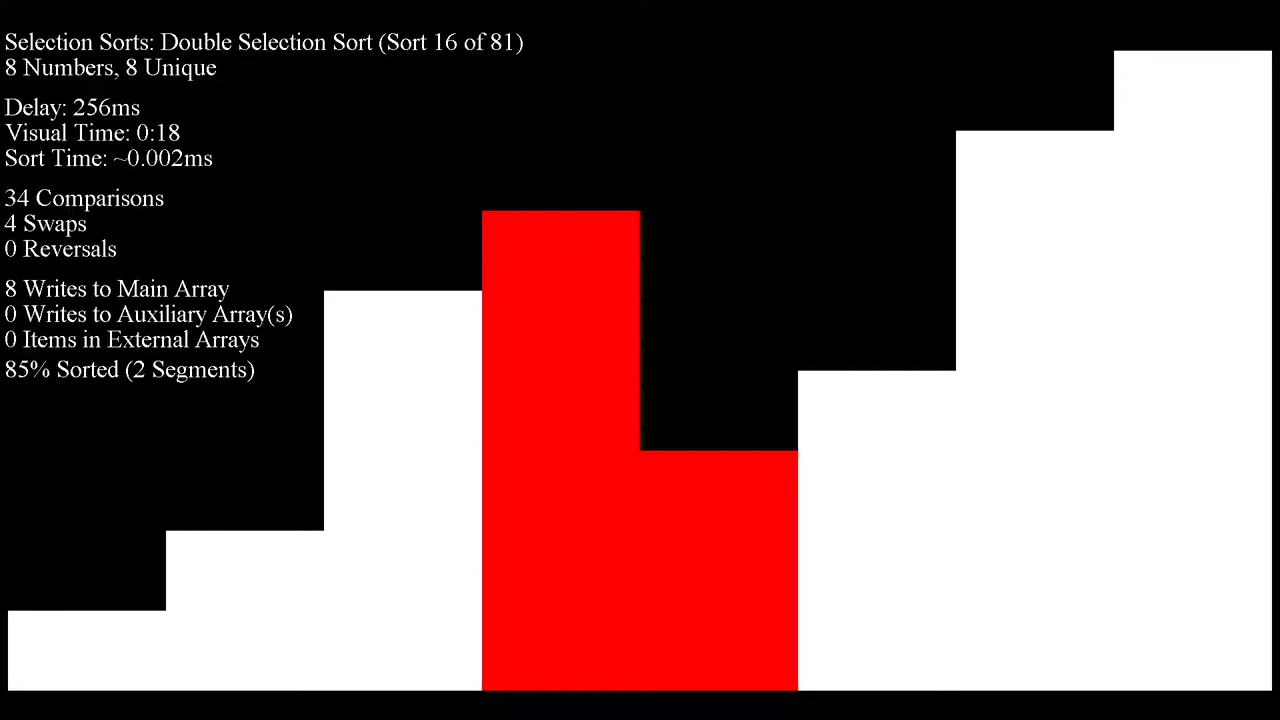 Selection Sorts: Double Selection Sort (Sort 16 of 81)
8 Numbers, 8 Unique
Delay: 256ms
Visual Time: 0:18
Sort Time: ~0.002ms
34 Comparisons
4 Swaps
0 Reversals
8 Writes to Main Array
0 Writes to Auxiliary Array(s)
0 Items in External Arrays
85% Sorted (2 Segments)